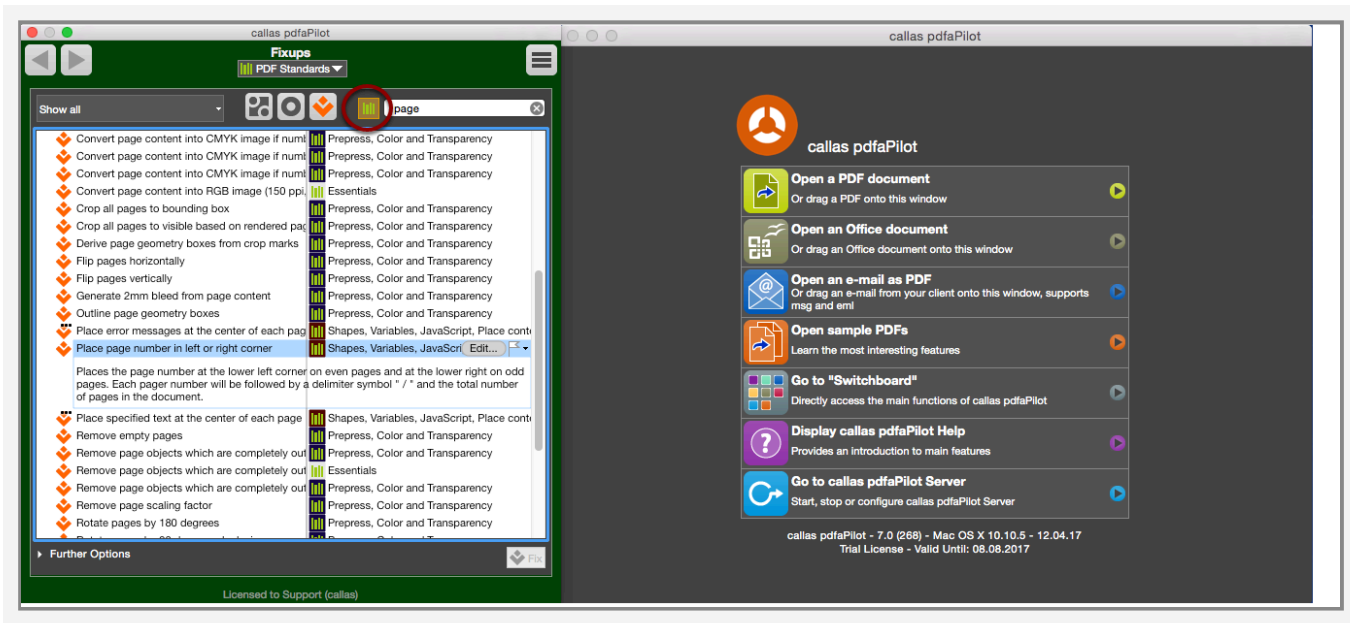 callas pdfaPilot
Fixups
PDF Standards
Show all
page
Convert page content into CMYK image if numb Prepress, Color and Transparency
Convert page content into CMYK image if numb Prepress, Color and Transparency
Convert page content into CMYK image if numb Prepress, Color and Transparency
Convert page content into RGB image (150 ppi, Essentials
Crop all pages to bounding box Prepress, Color and Transparency
Crop all pages to visible based on rendered pag Prepress, Color and Transparency
Derive page geometry boxes from crop marks Prepress, Color and Transparency
Flip pages horizontally Prepress, Color and Transparency
Flip pages vertically Prepress, Color and Transparency
Generate 2mm bleed from page content Prepress, Color and Transparency
Outline page geometry boxes Prepress, Color and Transparency
Place error messages at the center of each pag Shapes, Variables, JavaScript, Place conte
Place page number in left or right corner Shapes, Variables, JavaScri Edit...
Places the page number at the lower left corner on even pages and at the lower right on odd
pages. Each pager number will be followed by a delimiter symbol " / " and the total number
of pages in the document.
Place specified text at the center of each page Shapes, Variables, JavaScript, Place conte
Remove empty pages Prepress, Color and Transparency
Remove page objects which are completely out Prepress, Color and Transparency
Remove page objects which are completely out Essentials
Remove page objects which are completely out Prepress, Color and Transparency
Remove page scaling factor Prepress, Color and Transparency
Rotate pages by 180 degrees Prepress, Color and Transparency
Further Options
Fix
Licensed to Support (callas)
callas pdfaPilot
callas pdfaPilot
Open a PDF document
Or drag a PDF onto this window
Open an Office document
Or drag an Office document onto this window
Open an e-mail as PDF
Or drag an e-mail from your client onto this window, supports
msg and eml
Open sample PDFs
Learn the most interesting features
Go to "Switchboard"
Directly access the main functions of callas pdfaPilot
Display callas pdfaPilot Help
Provides an introduction to main features
Go to callas pdfaPilot Server
Start, stop or configure callas pdfaPilot Server
callas pdfaPilot - 7.0 (268) - Mac OS X 10.10.5 - 12.04.17
Trial License - Valid Until: 08.08.2017